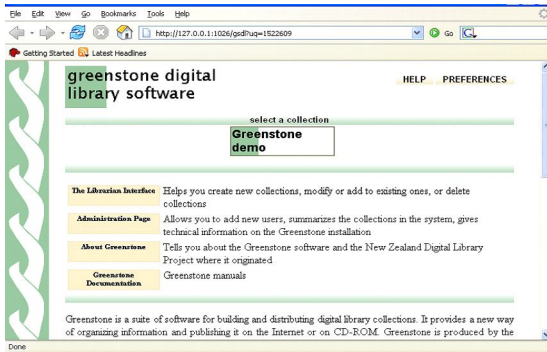 File Edit View Go Bookmarks Tools Help
http://127.0.0.1:1026/gsdl?uq=1522609
Go
Getting Started Latest Headlines
greenstone digital
library software
HELP PREFERENCES
select a collection
Greenstone
demo
The Librarian Interface Helps you create new collections, modify or add to existing ones, or delete
collections
Administration Page Allows you to add new users, summarizes the collections in the system, gives
technical information on the Greenstone installation
About Greenstone Tells you about the Greenstone software and the New Zealand Digital Library
Project where it originated
Greenstone
Documentation
Greenstone manuals
Greenstone is a suite of software for building and distributing digital library collections. It provides a new way
of organizing information and publishing it on the Internet or on CD-ROM. Greenstone is produced by the
Done